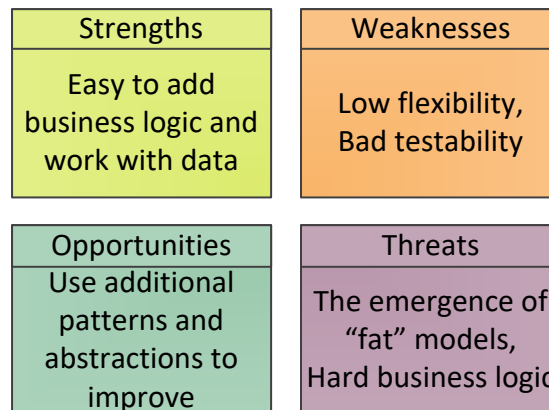 Strengths
Easy to add
business logic and
work with data
Weaknesses
Low flexibility,
Bad testability
Opportunities
Use additional
patterns and
abstractions to
improve
Threats
The emergence of
“fat” models,
Hard business logic